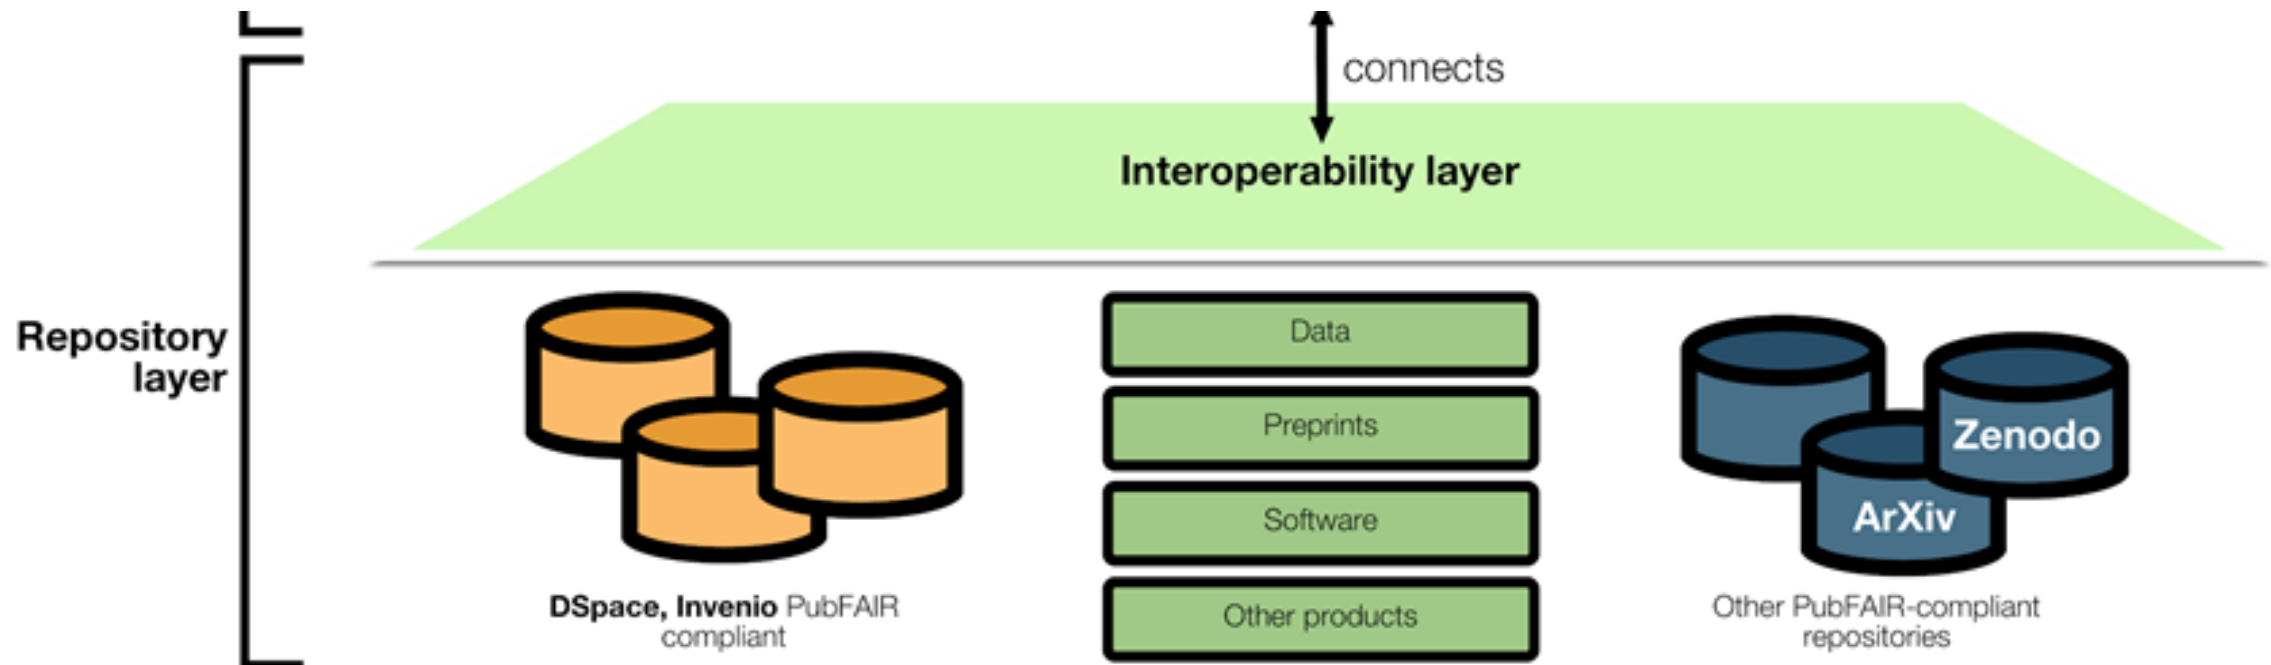 connects
Interoperability layer
Repository
layer
Data
Preprints
Software
Other products
DSpace, Invenio PubFAIR
compliant
Zenodo
ArXiv
Other PubFAIR-compliant
repositories